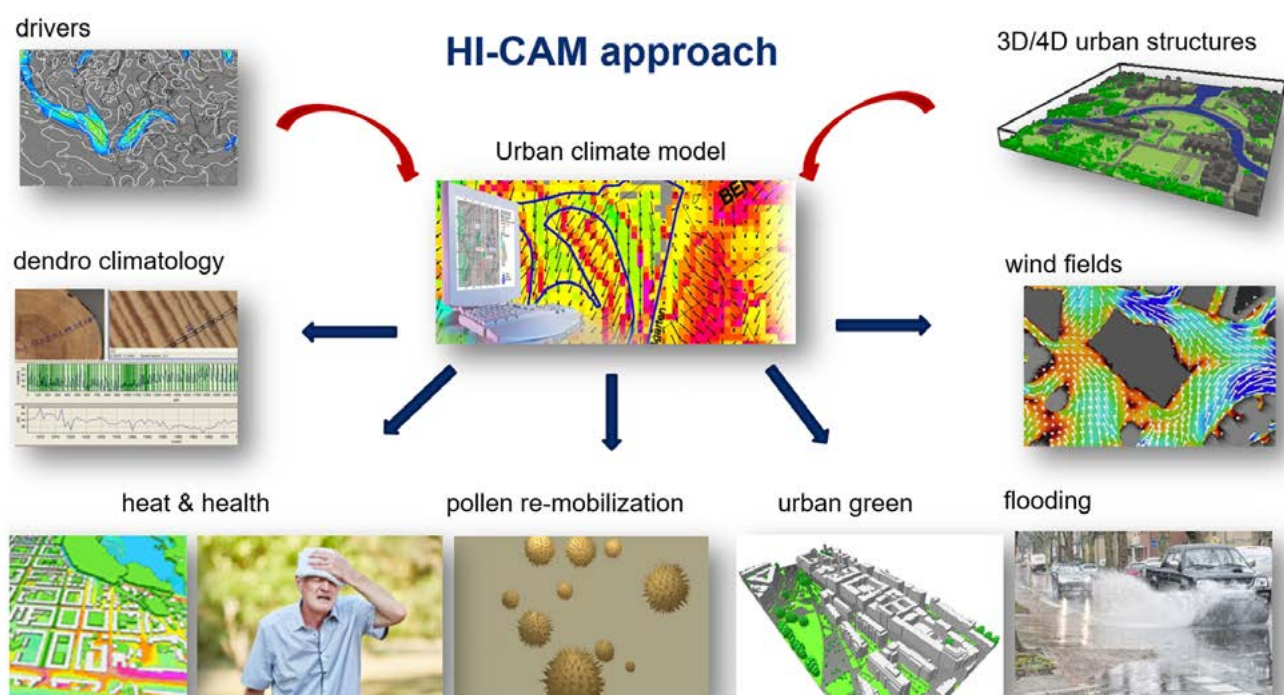 drivers
HI-CAM approach
3D/4D urban structures
Urban climate model
BER
dendro climatology
wind fields
heat & health
pollen re-mobilization
urban green
flooding